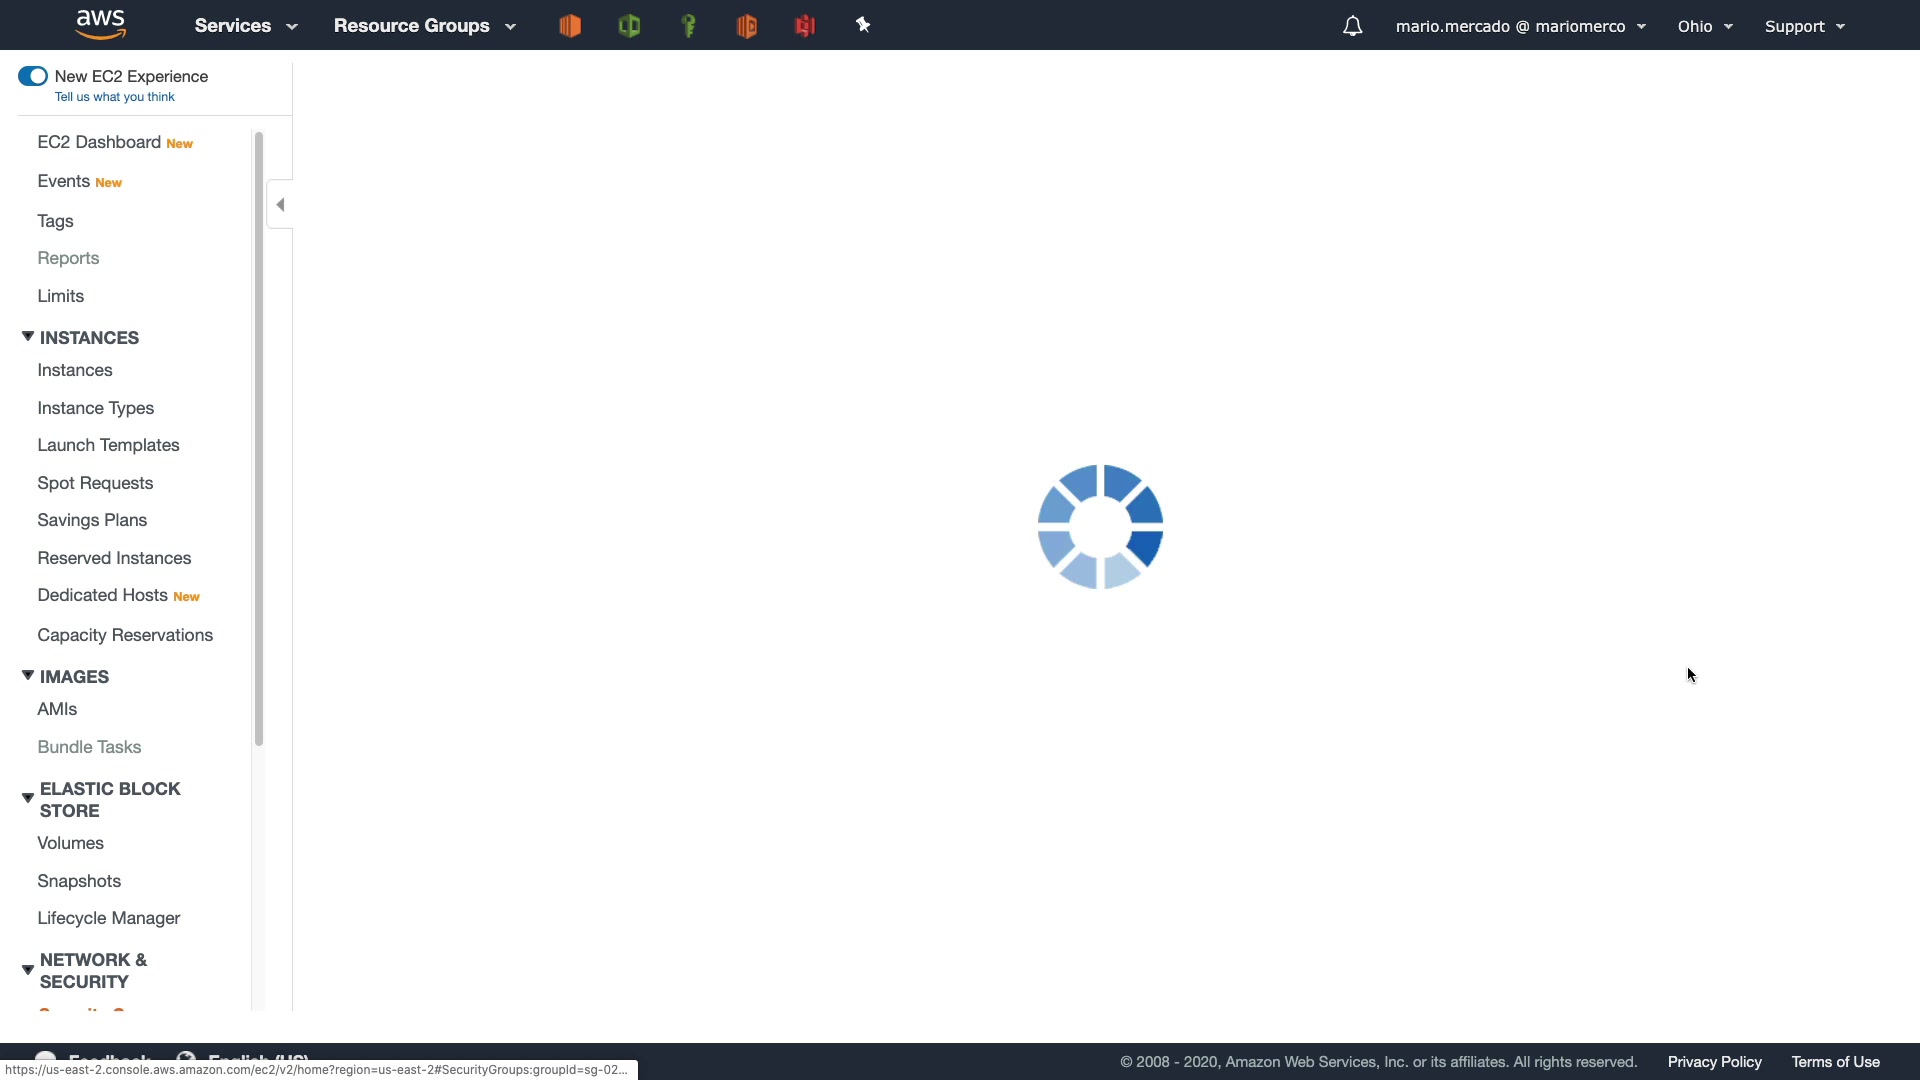 aws Services Resource Groups mario.mercado @ mariomerco Ohio Support
New EC2 Experience
Tell us what you think
EC2 Dashboard New
Events New
Tags
Reports
Limits
INSTANCES
Instances
Instance Types
Launch Templates
Spot Requests
Savings Plans
Reserved Instances
Dedicated Hosts New
Capacity Reservations
IMAGES
AMIs
Bundle Tasks
ELASTIC BLOCK
STORE
Volumes
Snapshots
Lifecycle Manager
NETWORK &
SECURITY
Feedback English (US) © 2008 - 2020, Amazon Web Services, Inc. or its affiliates. All rights reserved. Privacy Policy Terms of Use
https://us-east-2.console.aws.amazon.com/ec2/v2/home?region=us-east-2#SecurityGroups:groupId=sg-02...